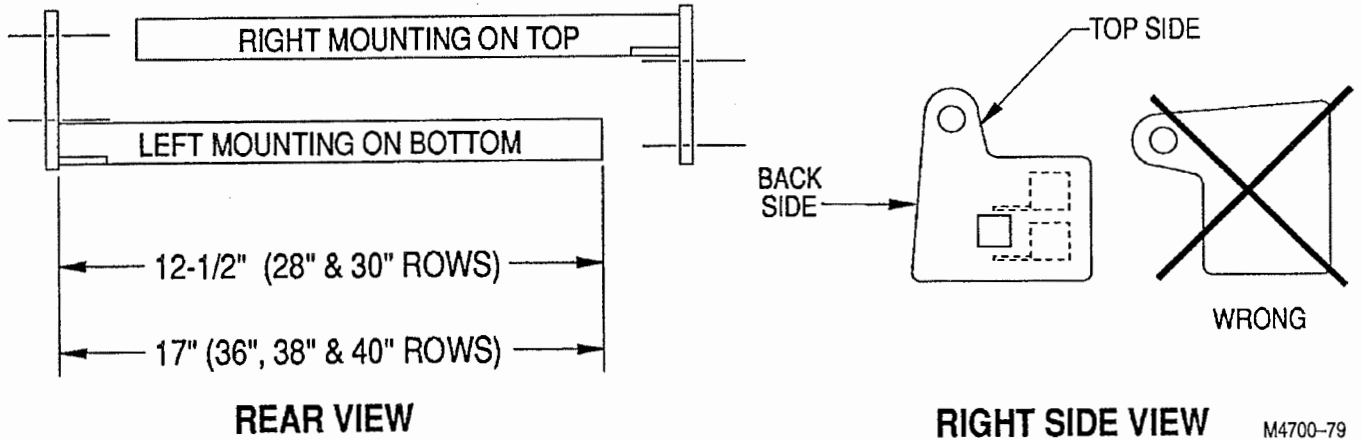 RIGHT MOUNTING ON TOP
LEFT MOUNTING ON BOTTOM
12-1/2" (28" & 30" ROWS)
17" (36", 38" & 40" ROWS)
REAR VIEW
TOP SIDE
BACK
SIDE
WRONG
RIGHT SIDE VIEW
M4700–79